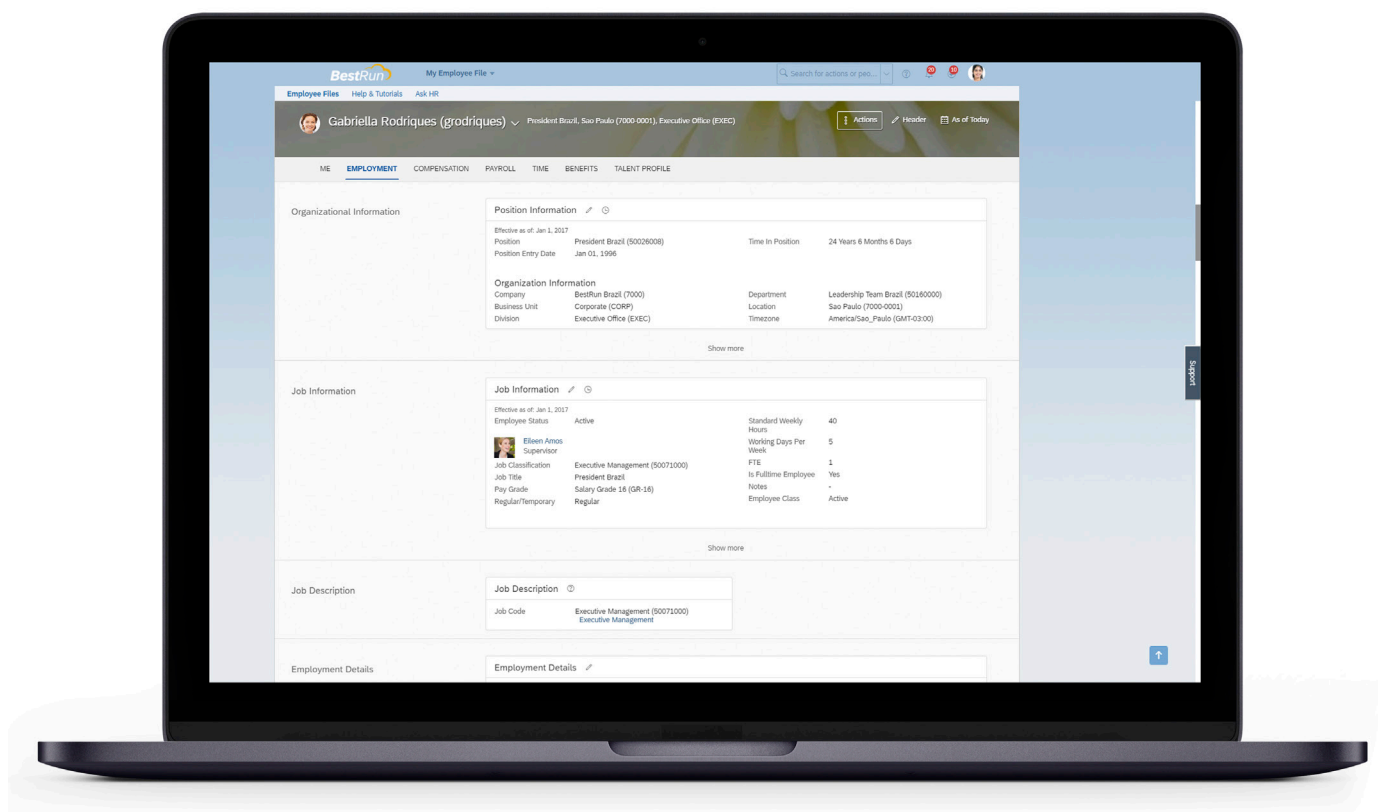 BestRun
My Employee File
Search for actions or peo...
20
10
Employee Files Help & Tutorials Ask HR
Gabriella Rodriques (grodriques)
President Brazil, Sao Paulo (7000-0001), Executive Office (EXEC)
Actions
Header
As of Today
ME EMPLOYMENT COMPENSATION PAYROLL TIME BENEFITS TALENT PROFILE
Organizational Information
Position Information
Effective as of: Jan 1, 2017
Position President Brazil (50026008) Time In Position 24 Years 6 Months 6 Days
Position Entry Date Jan 01, 1996
Organization Information
Company BestRun Brazil (7000) Department Leadership Team Brazil (50160000)
Business Unit Corporate (CORP) Location Sao Paulo (7000-0001)
Division Executive Office (EXEC) Timezone America/Sao_Paulo (GMT-03:00)
Show more
Support
Job Information
Job Information
Effective as of: Jan 1, 2017
Employee Status Active
Eileen Amos
Supervisor
Job Classification Executive Management (50071000)
Job Title President Brazil
Pay Grade Salary Grade 16 (GR-16)
Regular/Temporary Regular
Standard Weekly
Hours 40
Working Days Per
Week 5
FTE 1
Is Fulltime Employee Yes
Notes -
Employee Class Active
Show more
Job Description
Job Description
Job Code Executive Management (50071000)
Executive Management
Employment Details
Employment Details